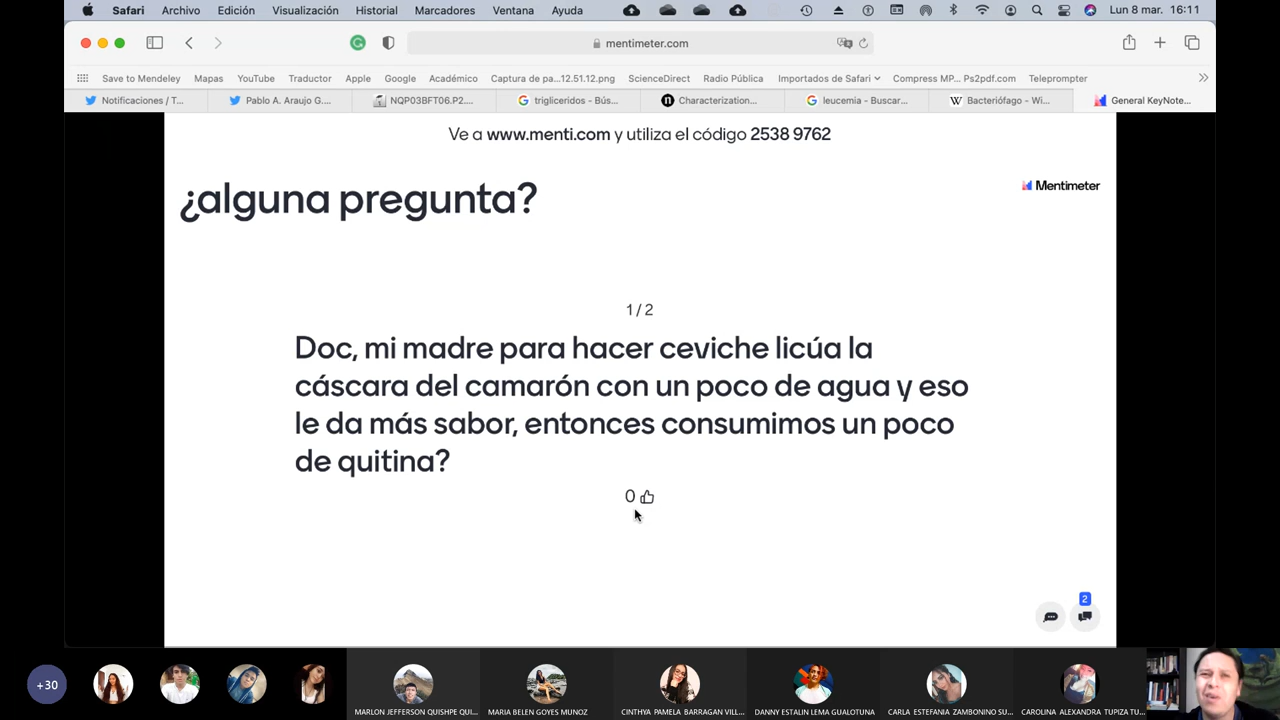 Safari Archivo Edición Visualización Historial Marcadores Ventana Ayuda Lun 8 mar. 16:11
mentimeter.com
Save to Mendeley Mapas YouTube Traductor Apple Google Académico Captura de pa...12.51.12.png ScienceDirect Radio Pública Importados de Safari Compress MP... Ps2pdf.com Teleprompter
Notificaciones / T... Pablo A. Araujo G.... NQP03BFT06.P2.... trigliceridos - Bús... Characterization... leucemia - Buscar... Bacteriófago - Wi... General KeyNote...
Ve a www.menti.com y utiliza el código 2538 9762
¿alguna pregunta?
Mentimeter
1 / 2
Doc, mi madre para hacer ceviche licúa la
cáscara del camarón con un poco de agua y eso
le da más sabor, entonces consumimos un poco
de quitina?
0
2
+30
MARLON JEFFERSON QUISHPE QUI... MARIA BELEN GOYES MUNOZ CINTHYA PAMELA BARRAGAN VILL... DANNY ESTALIN LEMA GUALOTUNA CARLA ESTEFANIA ZAMBONINO SU... CAROLINA ALEXANDRA TUPIZA TU...